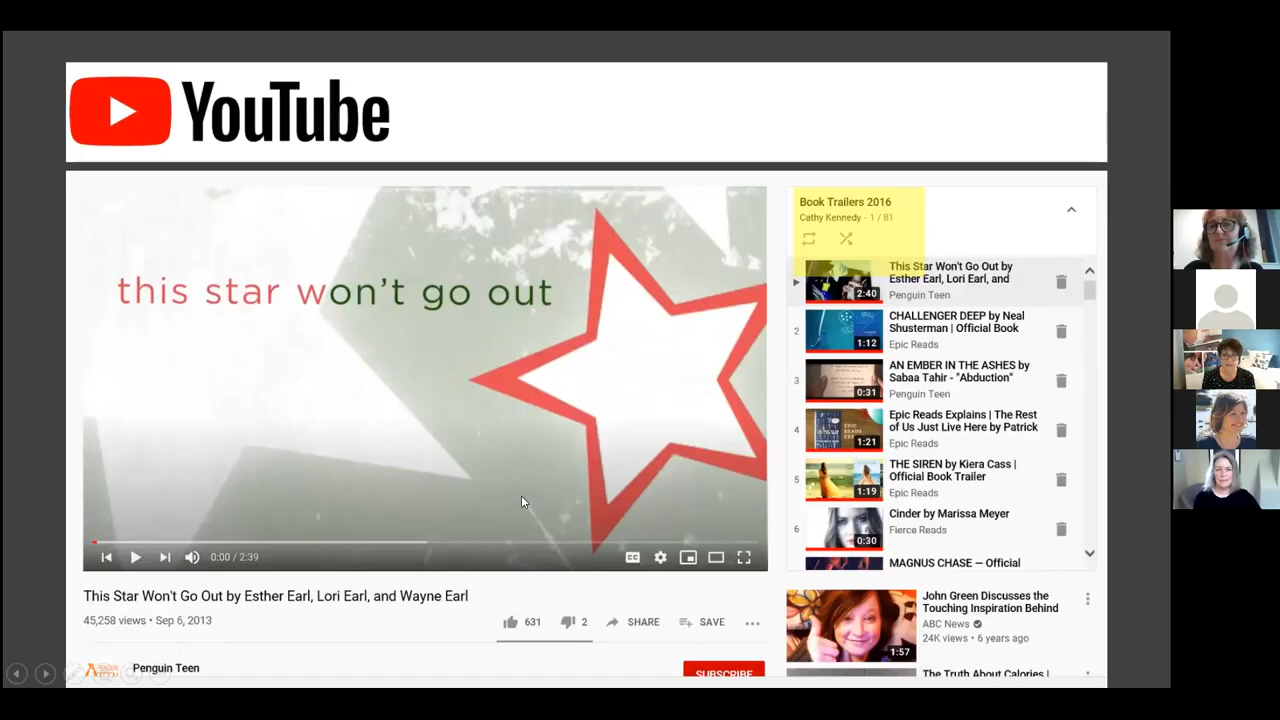 YouTube
this star won't go out
0:00 / 2:39
This Star Won't Go Out by Esther Earl, Lori Earl, and Wayne Earl
45,258 views • Sep 6, 2013
631
2
SHARE
SAVE
Penguin Teen
SUBSCRIBE
Book Trailers 2016
Cathy Kennedy - 1 / 81
This Star Won't Go Out by
Esther Earl, Lori Earl, and
Penguin Teen
2:40
2
CHALLENGER DEEP by Neal
Shusterman | Official Book
Epic Reads
1:12
3
AN EMBER IN THE ASHES by
Sabaa Tahir - "Abduction"
Penguin Teen
0:31
4
Epic Reads Explains | The Rest
of Us Just Live Here by Patrick
Epic Reads
1:21
5
THE SIREN by Kiera Cass |
Official Book Trailer
Epic Reads
1:19
6
Cinder by Marissa Meyer
Fierce Reads
0:30
MAGNUS CHASE — Official
John Green Discusses the
Touching Inspiration Behind
ABC News
24K views • 6 years ago
1:57
The Truth About Calories |